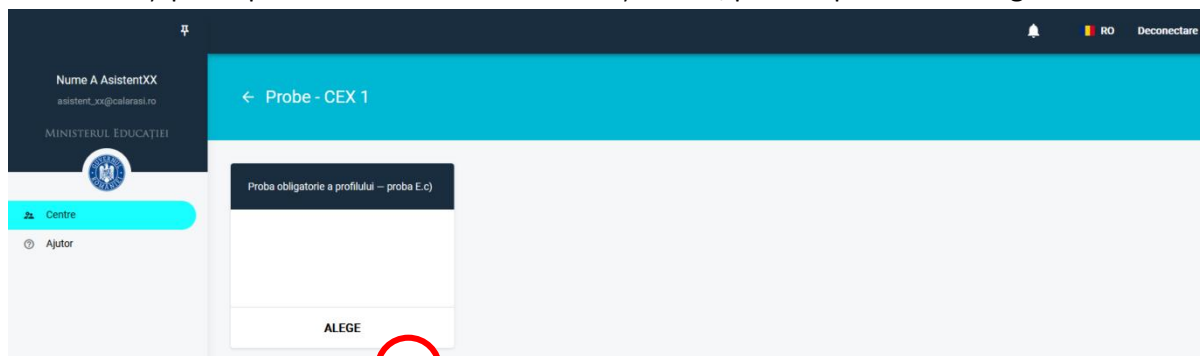 Nume A AsistentXX
asistent_xx@calarasi.ro
MINISTERUL EDUCAȚIEI
Centre
Ajutor
RO Deconectare
← Probe - CEX 1
Proba obligatorie a profilului – proba E.c)
ALEGE